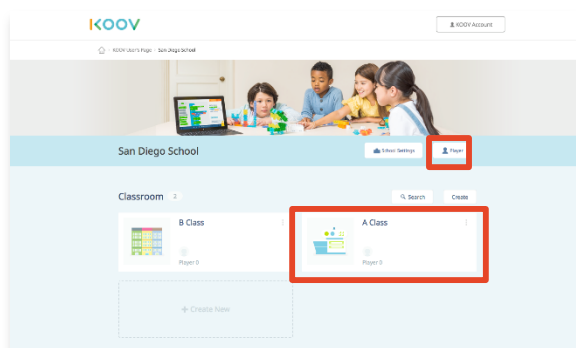 KOOV
KOOV Account
KOOV User's Page
San Diego School
San Diego School
School Settings
Player
Classroom 2
Search
Create
B Class
Player 0
A Class
Player 0
+ Create New